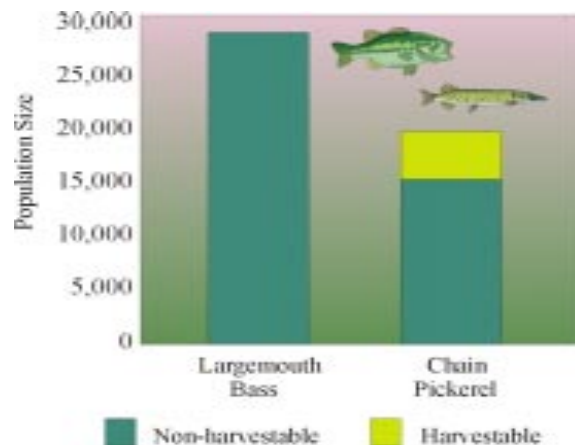 Population Size
30,000
25,000
20,000
15,000
10,000
5,000
0
Largemouth
Bass
Chain
Pickerel
Non-harvestable
Harvestable